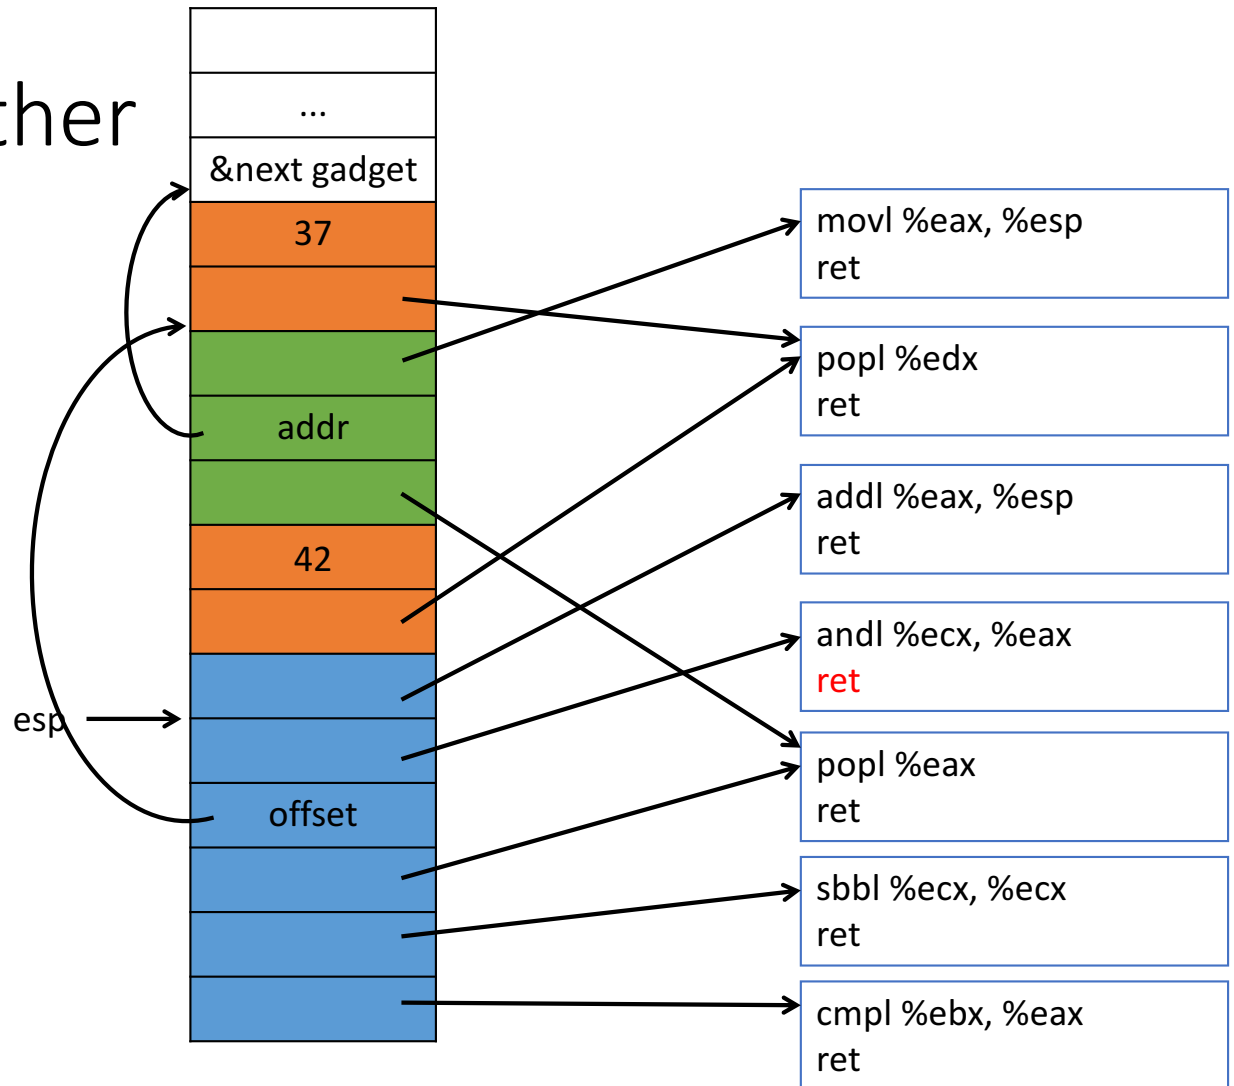 ther
...
&next gadget
37
addr
42
esp
offset
movl %eax, %esp
ret
popl %edx
ret
addl %eax, %esp
ret
andl %ecx, %eax
ret
popl %eax
ret
sbbl %ecx, %ecx
ret
cmpl %ebx, %eax
ret